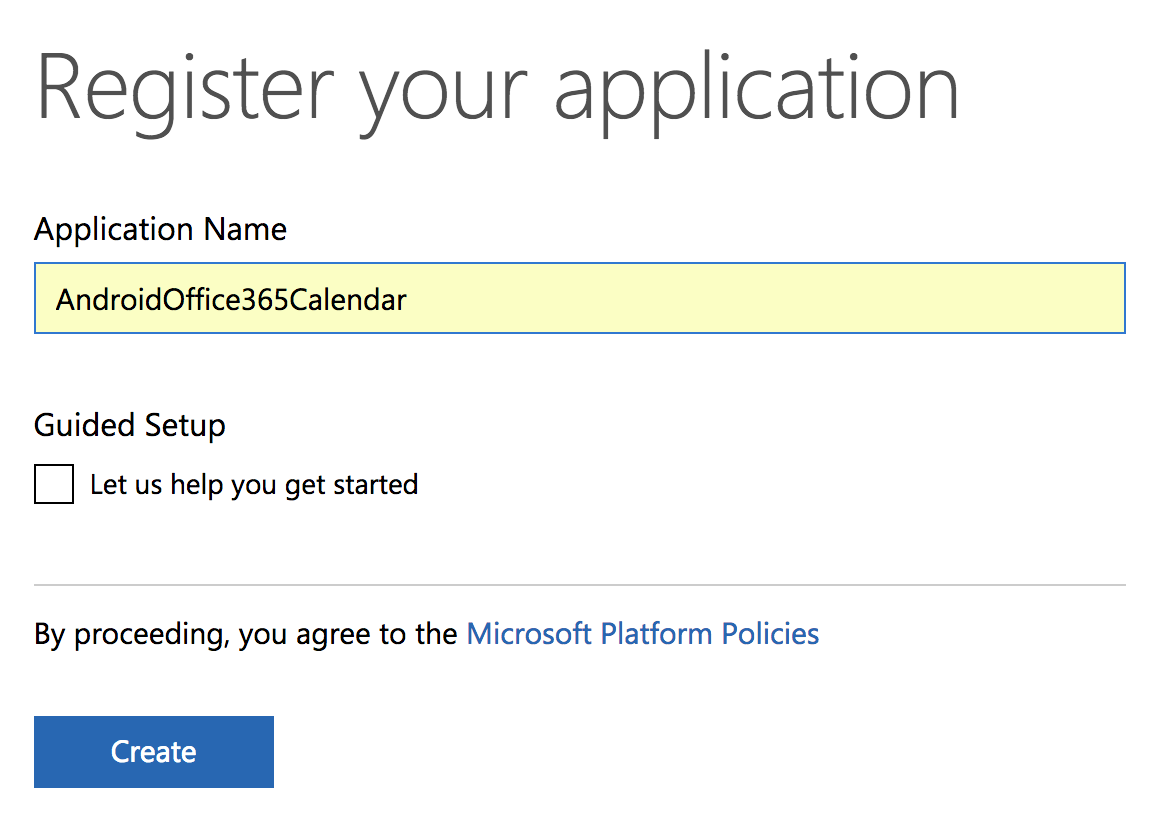 Register your application
Application Name
AndroidOffice365Calendar
Guided Setup
Let us help you get started
By proceeding, you agree to the Microsoft Platform Policies
Create